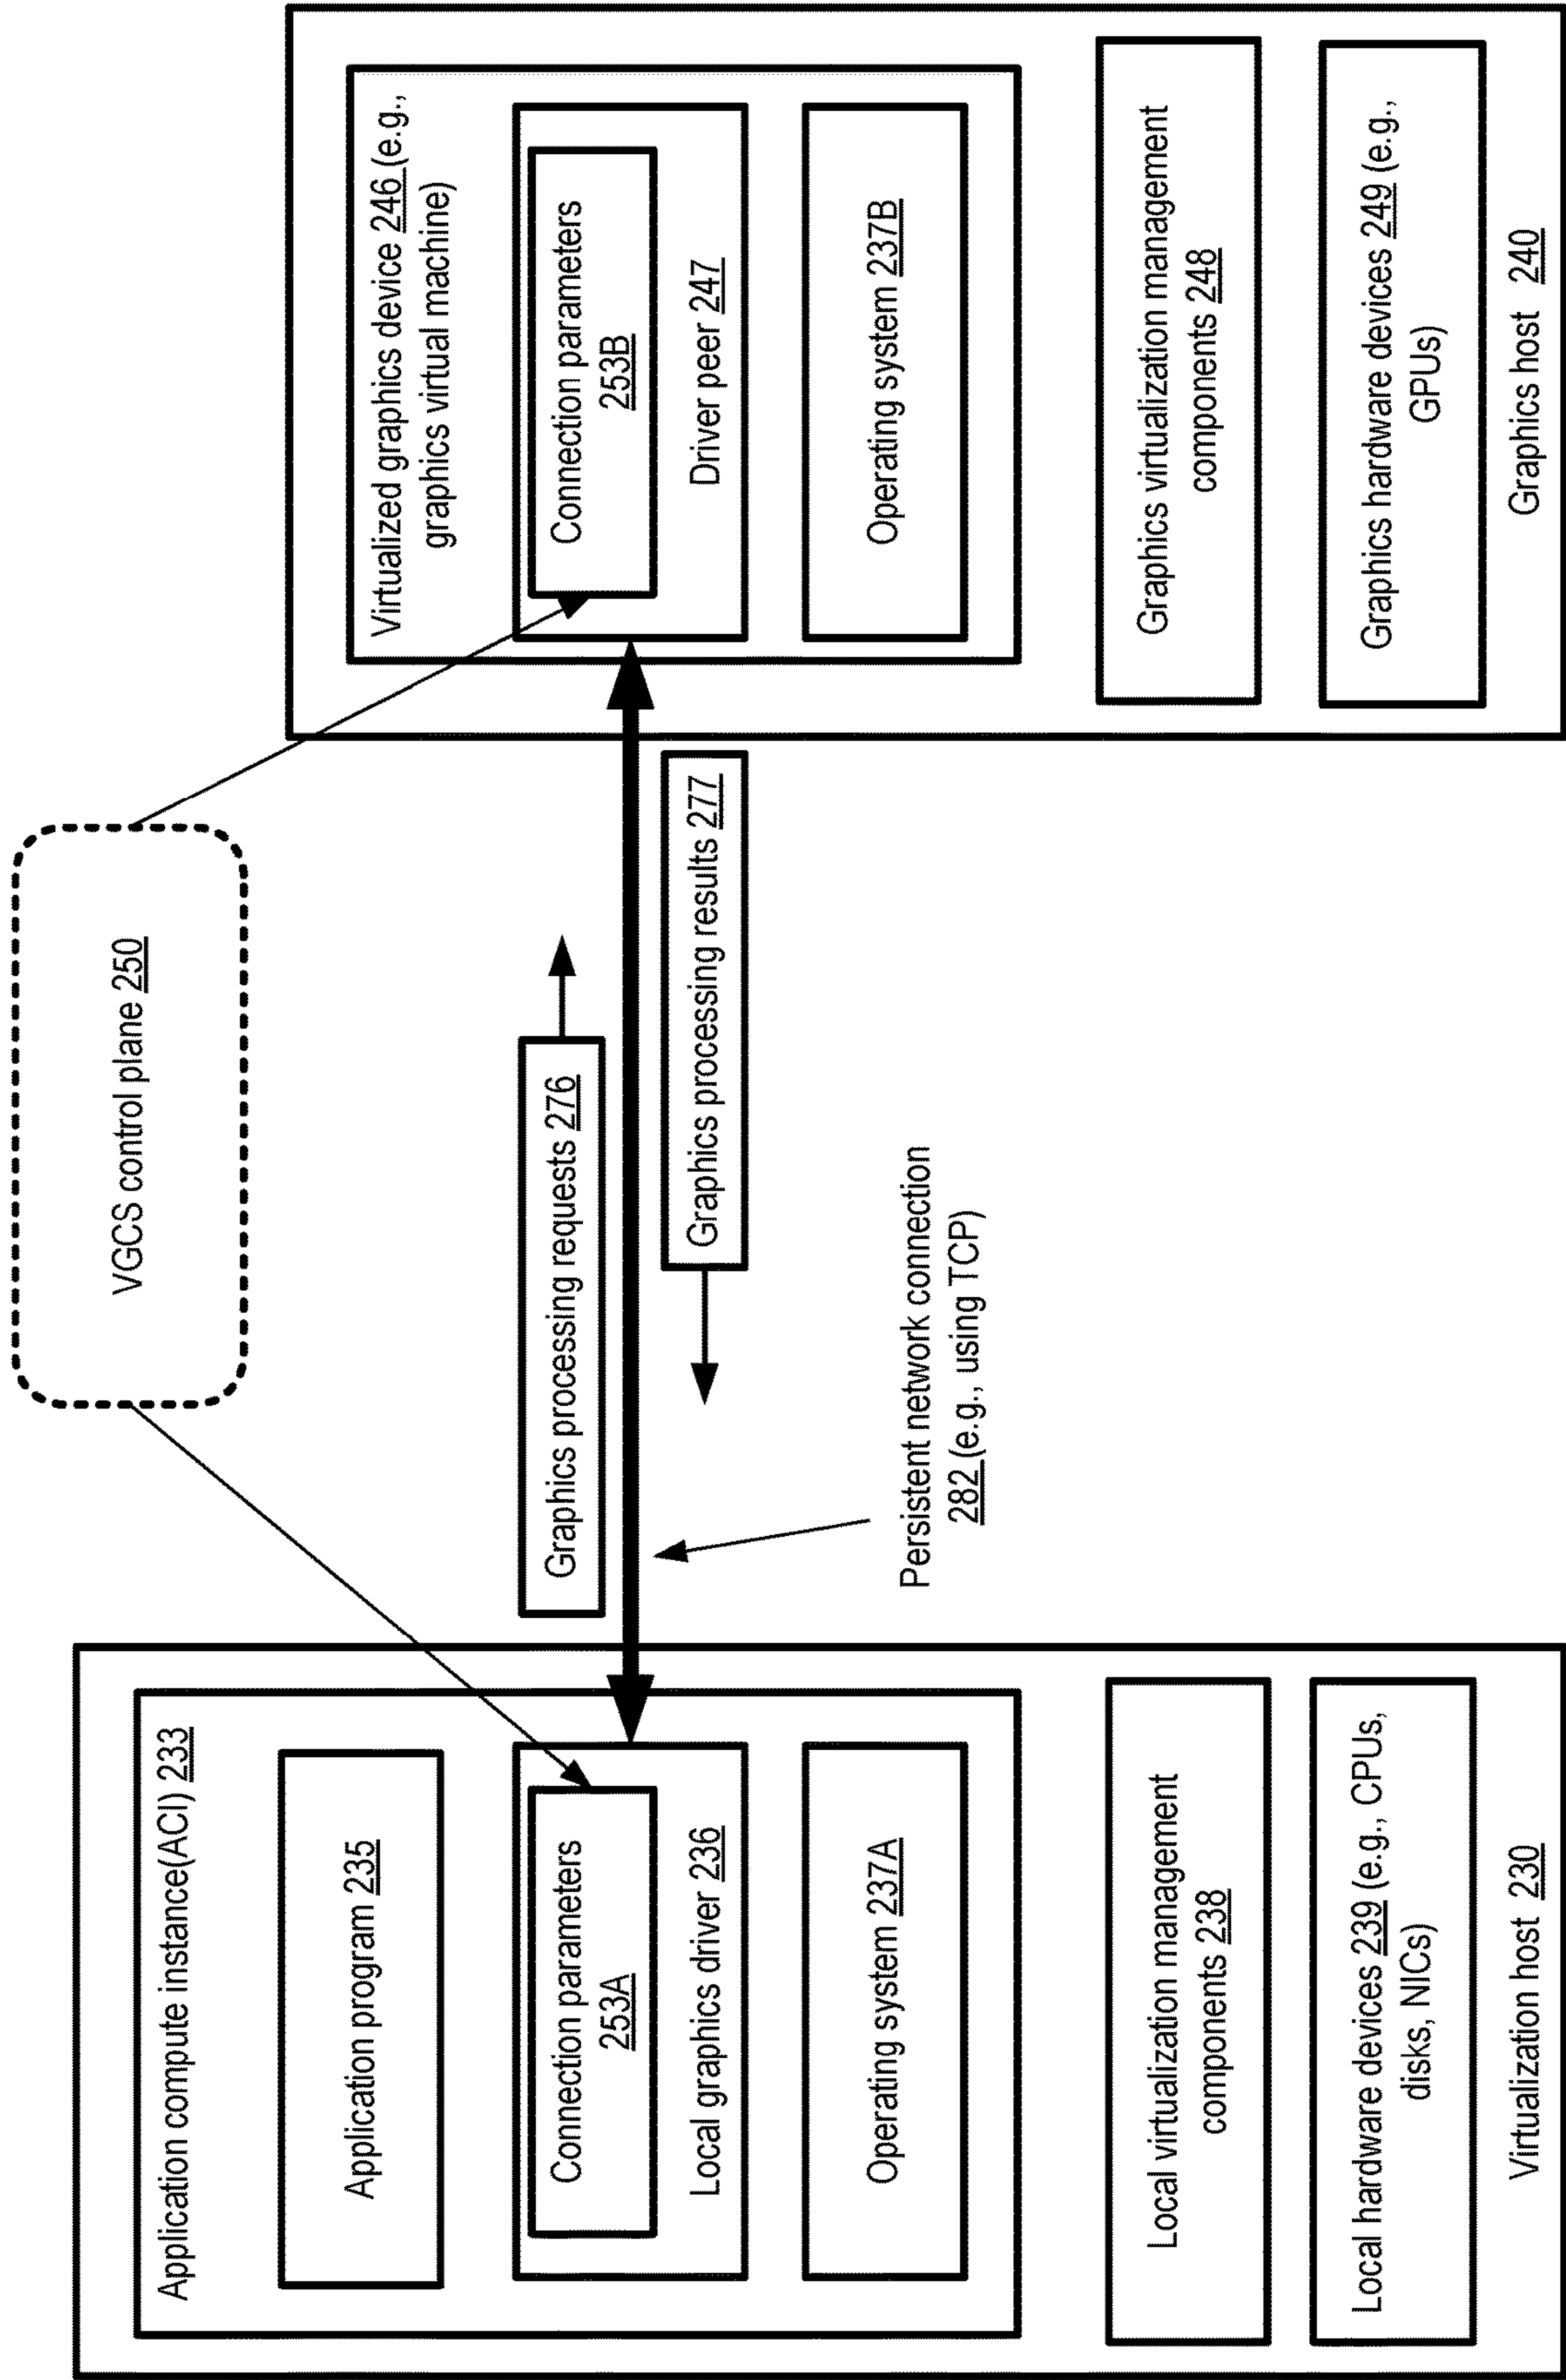 VGCS control plane 250
Application compute instance(ACI) 233
Application program 235
Connection parameters
253A
Local graphics driver 236
Operating system 237A
Local virtualization management
components 238
Local hardware devices 239 (e.g., CPUs,
disks, NICs)
Virtualization host 230
Graphics processing requests 276
Graphics processing results 277
Persistent network connection
282 (e.g., using TCP)
Virtualized graphics device 246 (e.g.,
graphics virtual machine)
Connection parameters
253B
Driver peer 247
Operating system 237B
Graphics virtualization management
components 248
Graphics hardware devices 249 (e.g.,
GPUs)
Graphics host 240